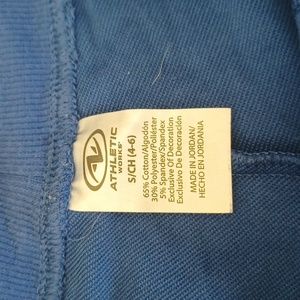 ATHLETIC
WORKS®
S/CH (4-6)
65% Cotton/Algodón
30% Polyester/Poliéster
5% Spandex/Spandex
Exclusive Of Decoration
Exclusivo De Decoración
MADE IN JORDAN/
HECHO EN JORDANIA